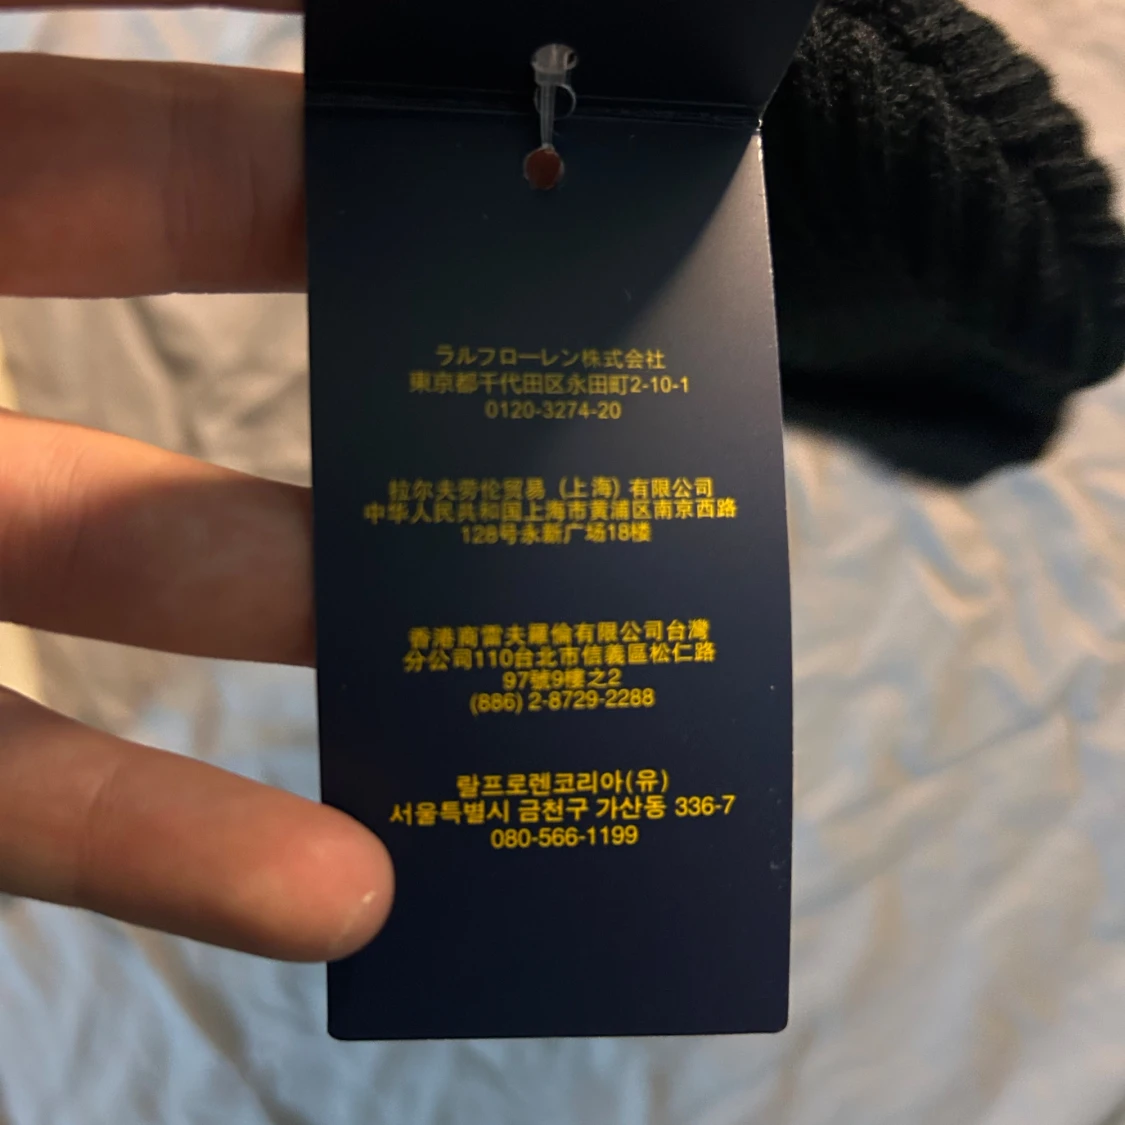 ラルフローレン株式会社
東京都千代田区永田町2-10-1
0120-3274-20
拉尔夫劳伦贸易（上海）有限公司
中华人民共和国上海市黄浦区南京西路
128号永新广场18楼
香港商雷夫羅倫有限公司台灣
分公司110台北市信義區松仁路
97號9樓之2
(886) 2-8729-2288
랄프로렌코리아(유)
서울특별시 금천구 가산동 336-7
080-566-1199